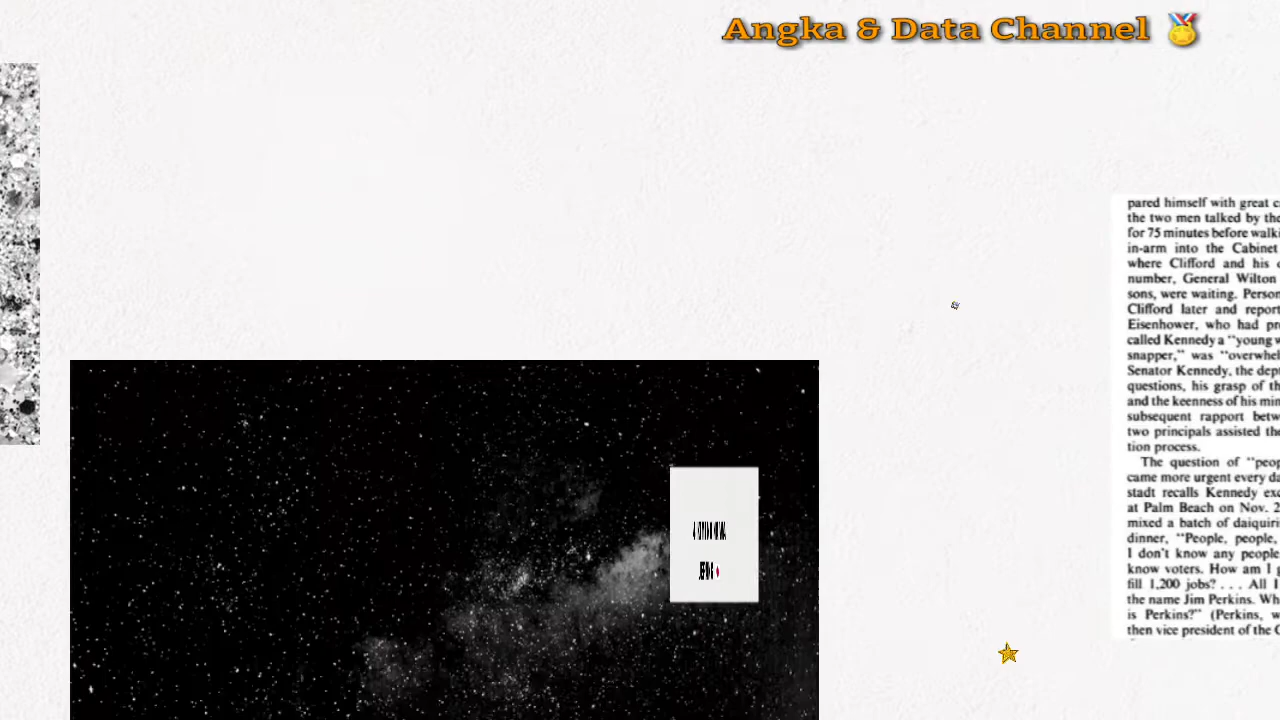 Angka & Data Channel 🏅
pared himself with great c
the two men talked by the
for 75 minutes before walki
in-arm into the Cabinet
where Clifford and his
number, General Wilton
sons, were waiting. Person
Clifford later and report
Eisenhower, who had pr
called Kennedy a "young w
snapper," was "overwhel
Senator Kennedy, the dept
questions, his grasp of th
and the keenness of his min
subsequent rapport betw
two principals assisted the
tion process.
The question of "peop
came more urgent every da
stadt recalls Kennedy exc
at Palm Beach on Nov. 2
mixed a batch of daiquiri
dinner, "People, people,
I don't know any people
know voters. How am I g
fill 1,200 jobs? . . . All I
the name Jim Perkins. Wh
is Perkins?" (Perkins, w
then vice president of the C